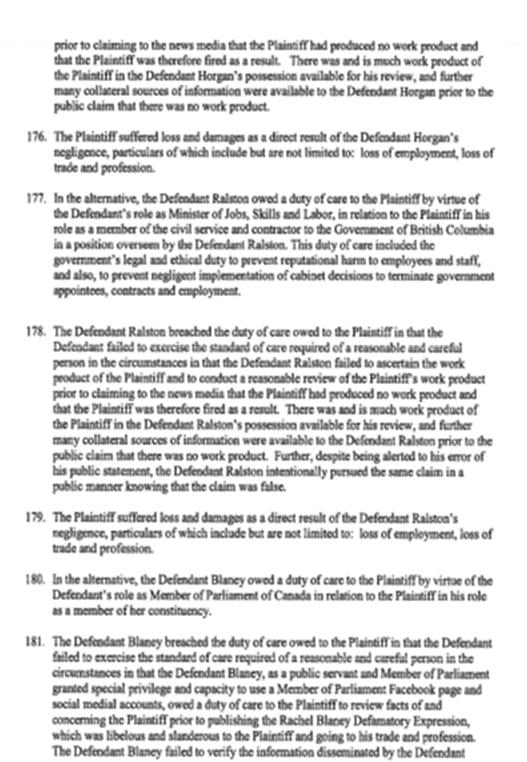 prior to claiming to the news media that the Plaintiff had produced no work product and
that the Plaintiff was therefore fired as a result. There was and is much work product of
the Plaintiff in the Defendant Horgan's possession available for his review, and further
many collateral sources of information were available to the Defendant Horgan prior to the
public claim that there was no work product.
176. The Plaintiff suffered loss and damages as a direct result of the Defendant Horgan's
negligence, particulars of which include but are not limited to: loss of employment, loss of
trade and profession.
177. In the alternative, the Defendant Ralston owed a duty of care to the Plaintiff by virtue of
the Defendant's role as Minister of Jobs, Skills and Labor, in relation to the Plaintiff in his
role as a member of the civil service and contractor to the Government of British Columbia
in a position overseen by the Defendant Ralston. This duty of care included the
government's legal and ethical duty to prevent reputational harm to employees and staff,
and also, to prevent negligent implementation of cabinet decisions to terminate government
appointees, contracts and employment.
178. The Defendant Ralston breached the duty of care owed to the Plaintiff in that the
Defendant failed to exercise the standard of care required of a reasonable and careful
person in the circumstances in that the Defendant Ralston failed to ascertain the work
product of the Plaintiff and to conduct a reasonable review of the Plaintiff's work product
prior to claiming to the news media that the Plaintiff had produced no work product and
that the Plaintiff was therefore fired as a result. There was and is much work product of
the Plaintiff in the Defendant Ralston's possession available for his review, and further
many collateral sources of information were available to the Defendant Ralston prior to the
public claim that there was no work product. Further, despite being alerted to his error of
his public statement, the Defendant Ralston intentionally pursued the same claim in a
public manner knowing that the claim was false.
179. The Plaintiff suffered loss and damages as a direct result of the Defendant Ralston's
negligence, particulars of which include but are not limited to: loss of employment, loss of
trade and profession.
180. In the alternative, the Defendant Blaney owed a duty of care to the Plaintiff by virtue of the
Defendant's role as Member of Parliament of Canada in relation to the Plaintiff in his role
as a member of her constituency.
181. The Defendant Blaney breached the duty of care owed to the Plaintiff in that the Defendant
failed to exercise the standard of care required of a reasonable and careful person in the
circumstances in that the Defendant Blaney, as a public servant and Member of Parliament
granted special privilege and capacity to use a Member of Parliament Facebook page and
social medial accounts, owed a duty of care to the Plaintiff to review facts of and
concerning the Plaintiff prior to publishing the Rachel Blaney Defamatory Expression,
which was libelous and slanderous to the Plaintiff and going to his trade and profession.
The Defendant Blaney failed to verify the information disseminated by the Defendant